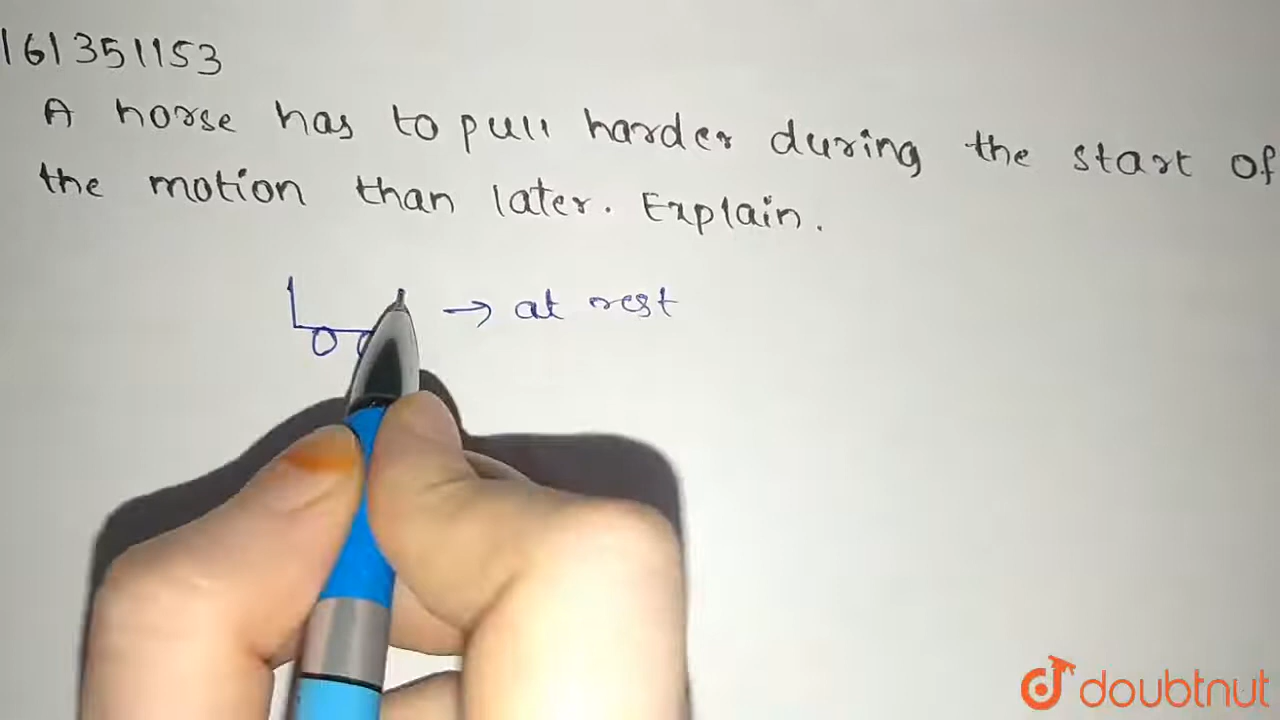 161351153
A horse has to pull harder during the start of
the motion than later. Explain.
→ at rest
doubtnut